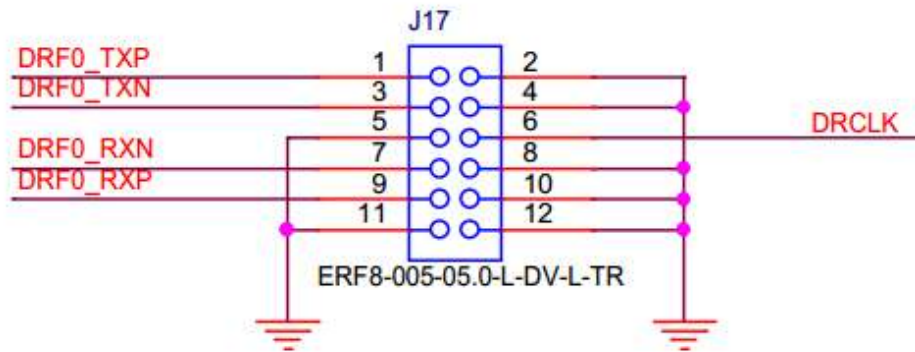 J17
DRF0_TXP 1 2
DRF0_TXN 3 4
5 6 DRCLK
DRF0_RXN 7 8
DRF0_RXP 9 10
11 12
ERF8-005-05.0-L-DV-L-TR